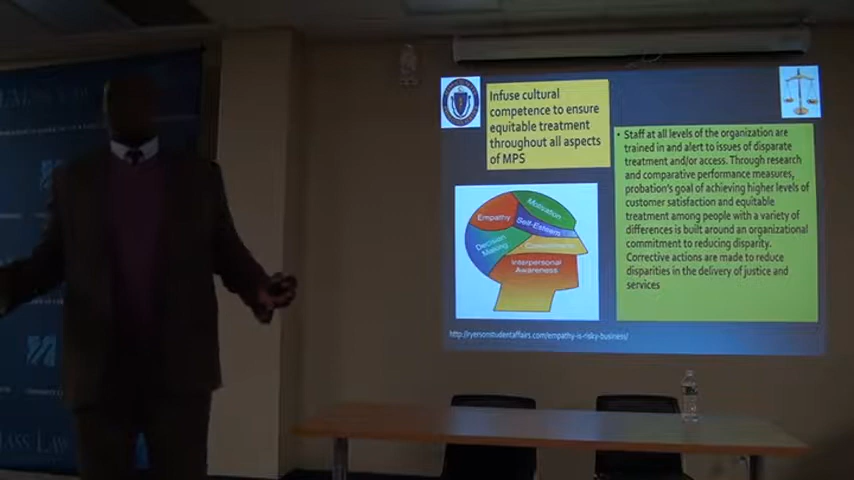 Infuse cultural
competence to ensure
equitable treatment
throughout all aspects
of MPS
• Staff at all levels of the organization are
trained in and alert to issues of disparate
treatment and/or access. Through research
and comparative performance measures,
probation's goal of achieving higher levels of
customer satisfaction and equitable
treatment among people with a variety of
differences is built around an organizational
commitment to reducing disparity.
Corrective actions are made to reduce
disparities in the delivery of justice and
services
Motivation
Empathy
Self-Esteem
Decision
Making
Commitment
Interpersonal
Awareness
http://ryersonstudentaffairs.com/empathy-is-risky-business/
ass Law